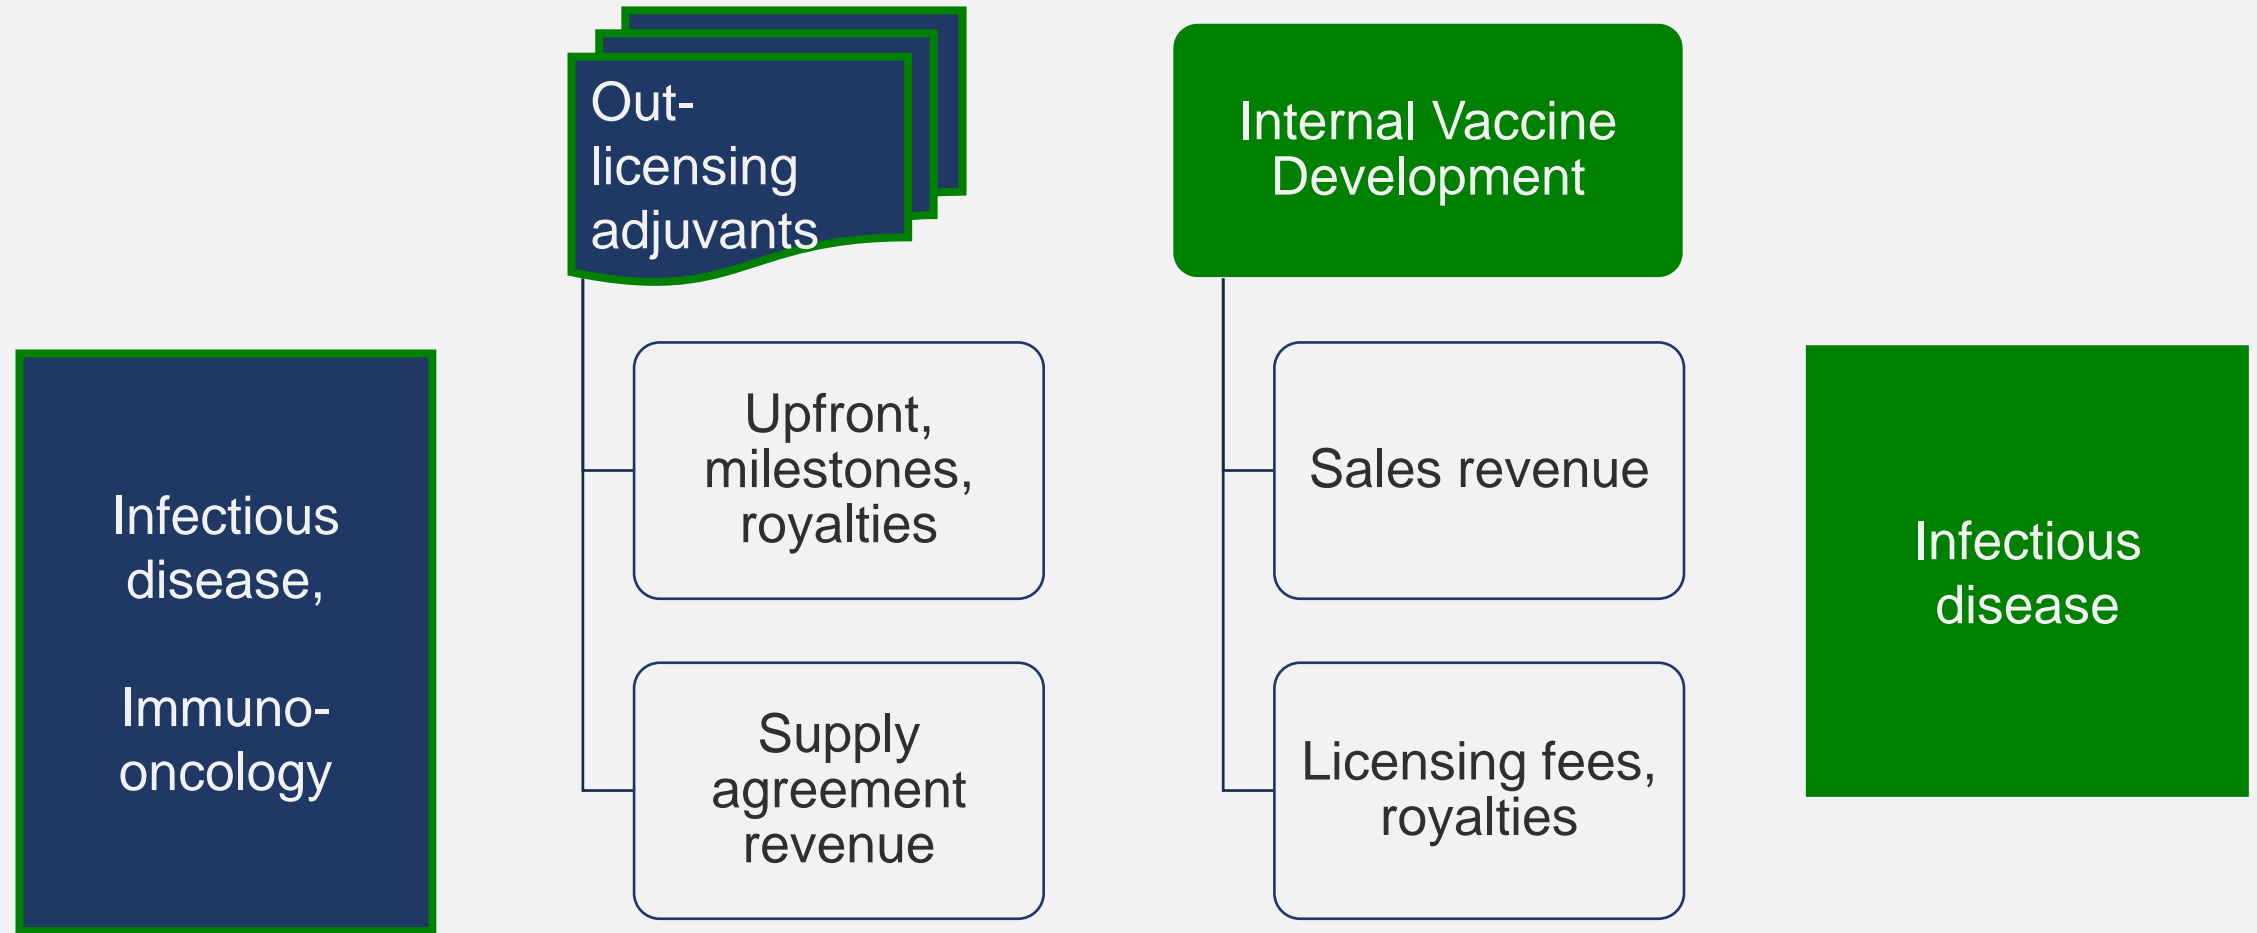 Out-
licensing
adjuvants
Internal Vaccine
Development
Infectious
disease,
Immuno-
oncology
Upfront,
milestones,
royalties
Supply
agreement
revenue
Sales revenue
Licensing fees,
royalties
Infectious
disease